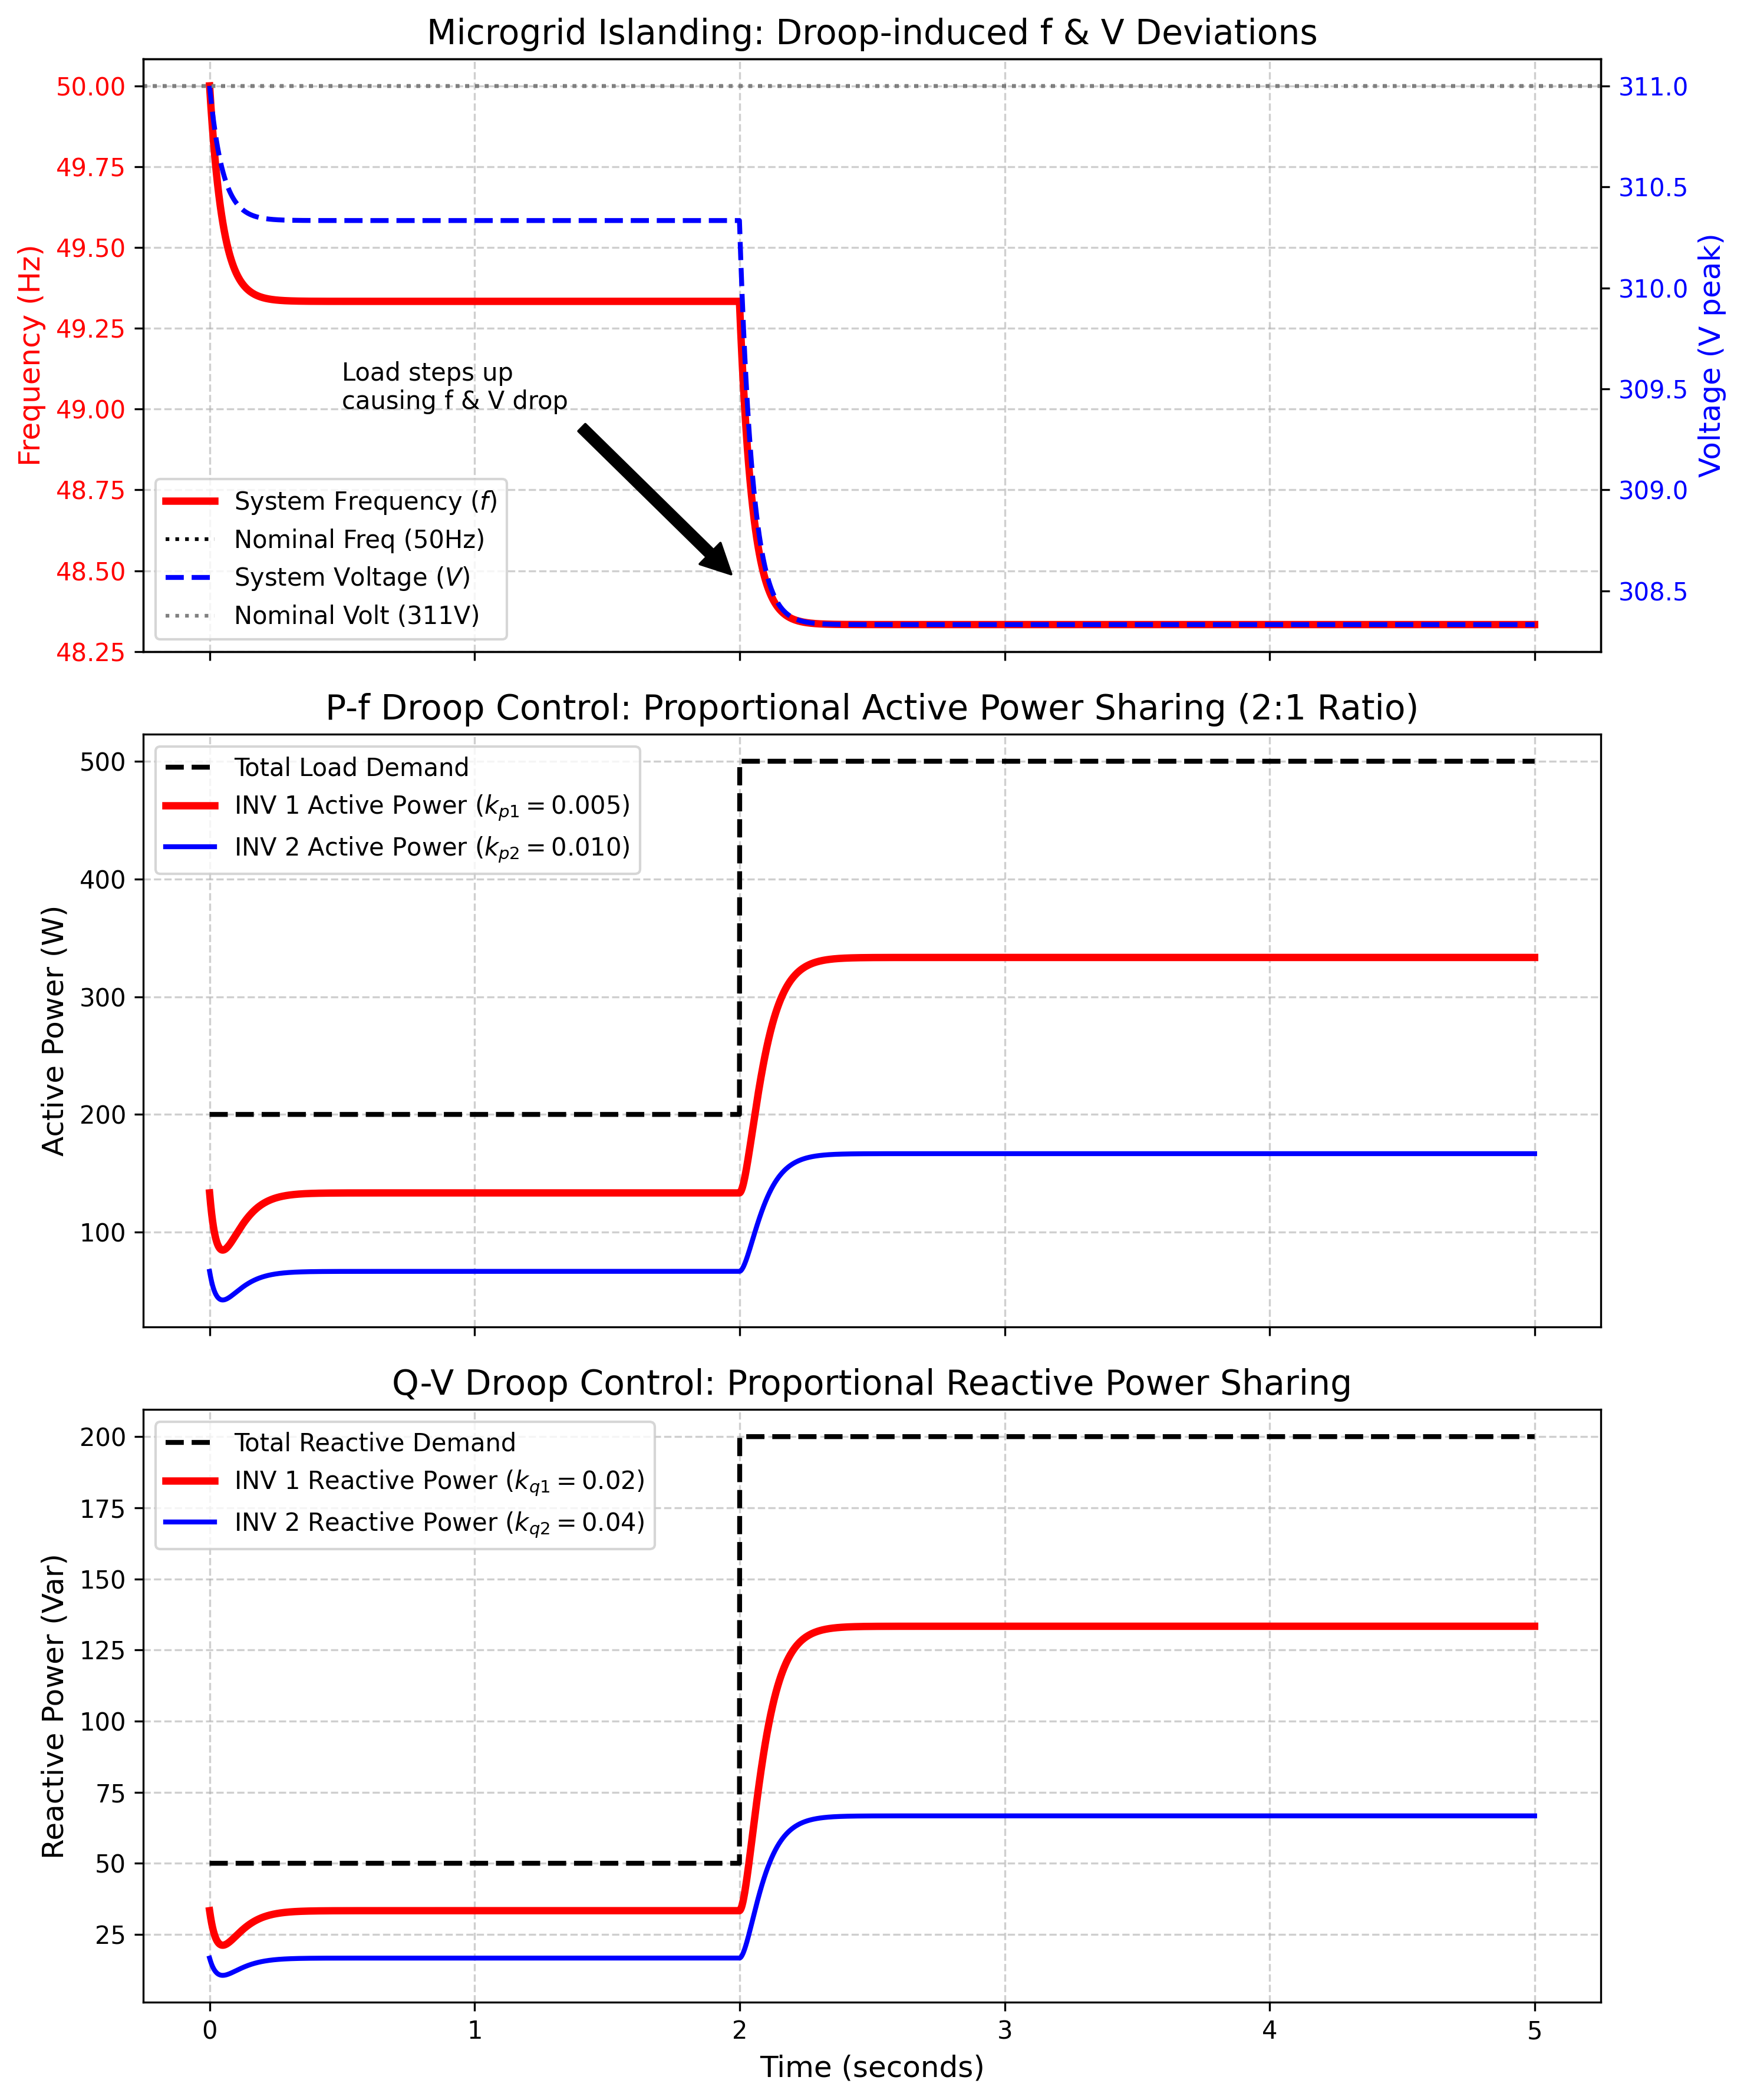 Microgrid Islanding: Droop-induced f & V Deviations
50.00
49.75
49.50
49.25
49.00
48.75
48.50
48.25
Frequency (Hz)
311.0
310.5
310.0
309.5
309.0
308.5
Voltage (V peak)
Load steps up
causing f & V drop
System Frequency (f)
Nominal Freq (50Hz)
System Voltage (V)
Nominal Volt (311V)
P-f Droop Control: Proportional Active Power Sharing (2:1 Ratio)
500
400
300
200
100
Active Power (W)
Total Load Demand
INV 1 Active Power (kp1 = 0.005)
INV 2 Active Power (kp2 = 0.010)
Q-V Droop Control: Proportional Reactive Power Sharing
200
175
150
125
100
75
50
25
Reactive Power (Var)
Total Reactive Demand
INV 1 Reactive Power (kq1 = 0.02)
INV 2 Reactive Power (kq2 = 0.04)
0 1 2 3 4 5
Time (seconds)